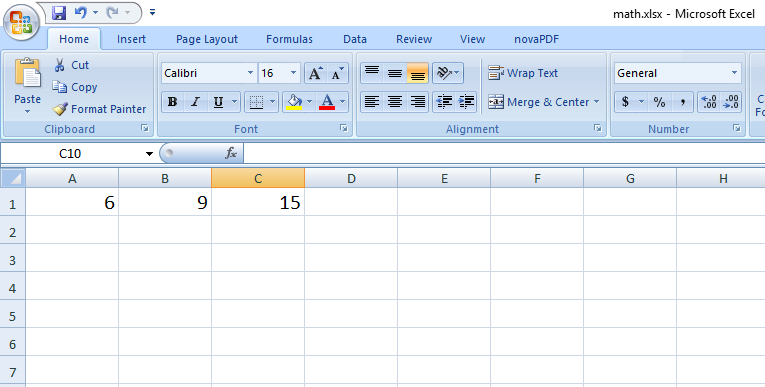 math.xlsx - Microsoft Excel
Home Insert Page Layout Formulas Data Review View novaPDF
Paste
Cut
Copy
Format Painter
Clipboard
Calibri 16 A A
B I U A
Font
Wrap Text
Merge & Center
Alignment
General
$ % , .0 .00 .00 .0
Number
C10 fx
A B C D E F G H
1 6 9 15
2
3
4
5
6
7